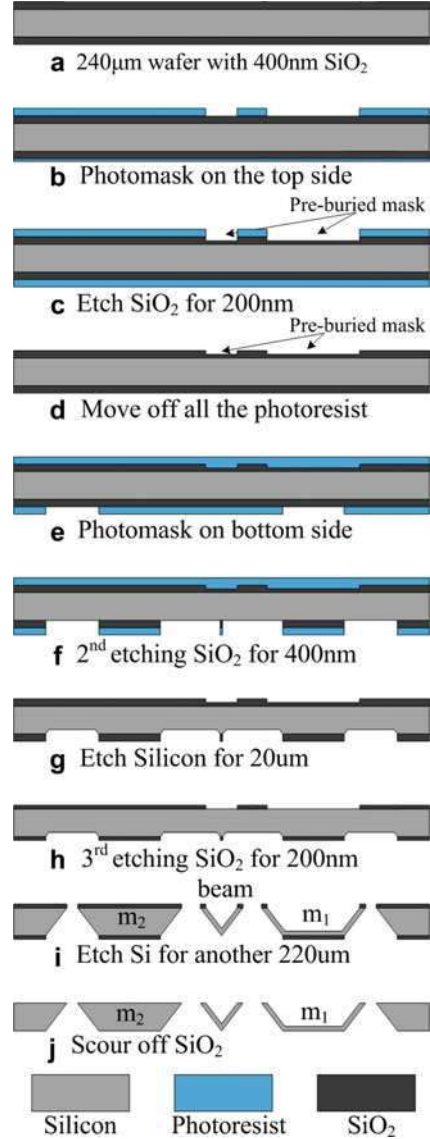 a 240μm wafer with 400nm SiO₂
b Photomask on the top side
Pre-buried mask
c Etch SiO₂ for 200nm
Pre-buried mask
d Move off all the photoresist
e Photomask on bottom side
f 2ⁿᵈ etching SiO₂ for 400nm
g Etch Silicon for 20um
h 3ʳᵈ etching SiO₂ for 200nm
beam
m₂ m₁
i Etch Si for another 220um
m₂ m₁
j Scour off SiO₂
Silicon Photoresist SiO₂